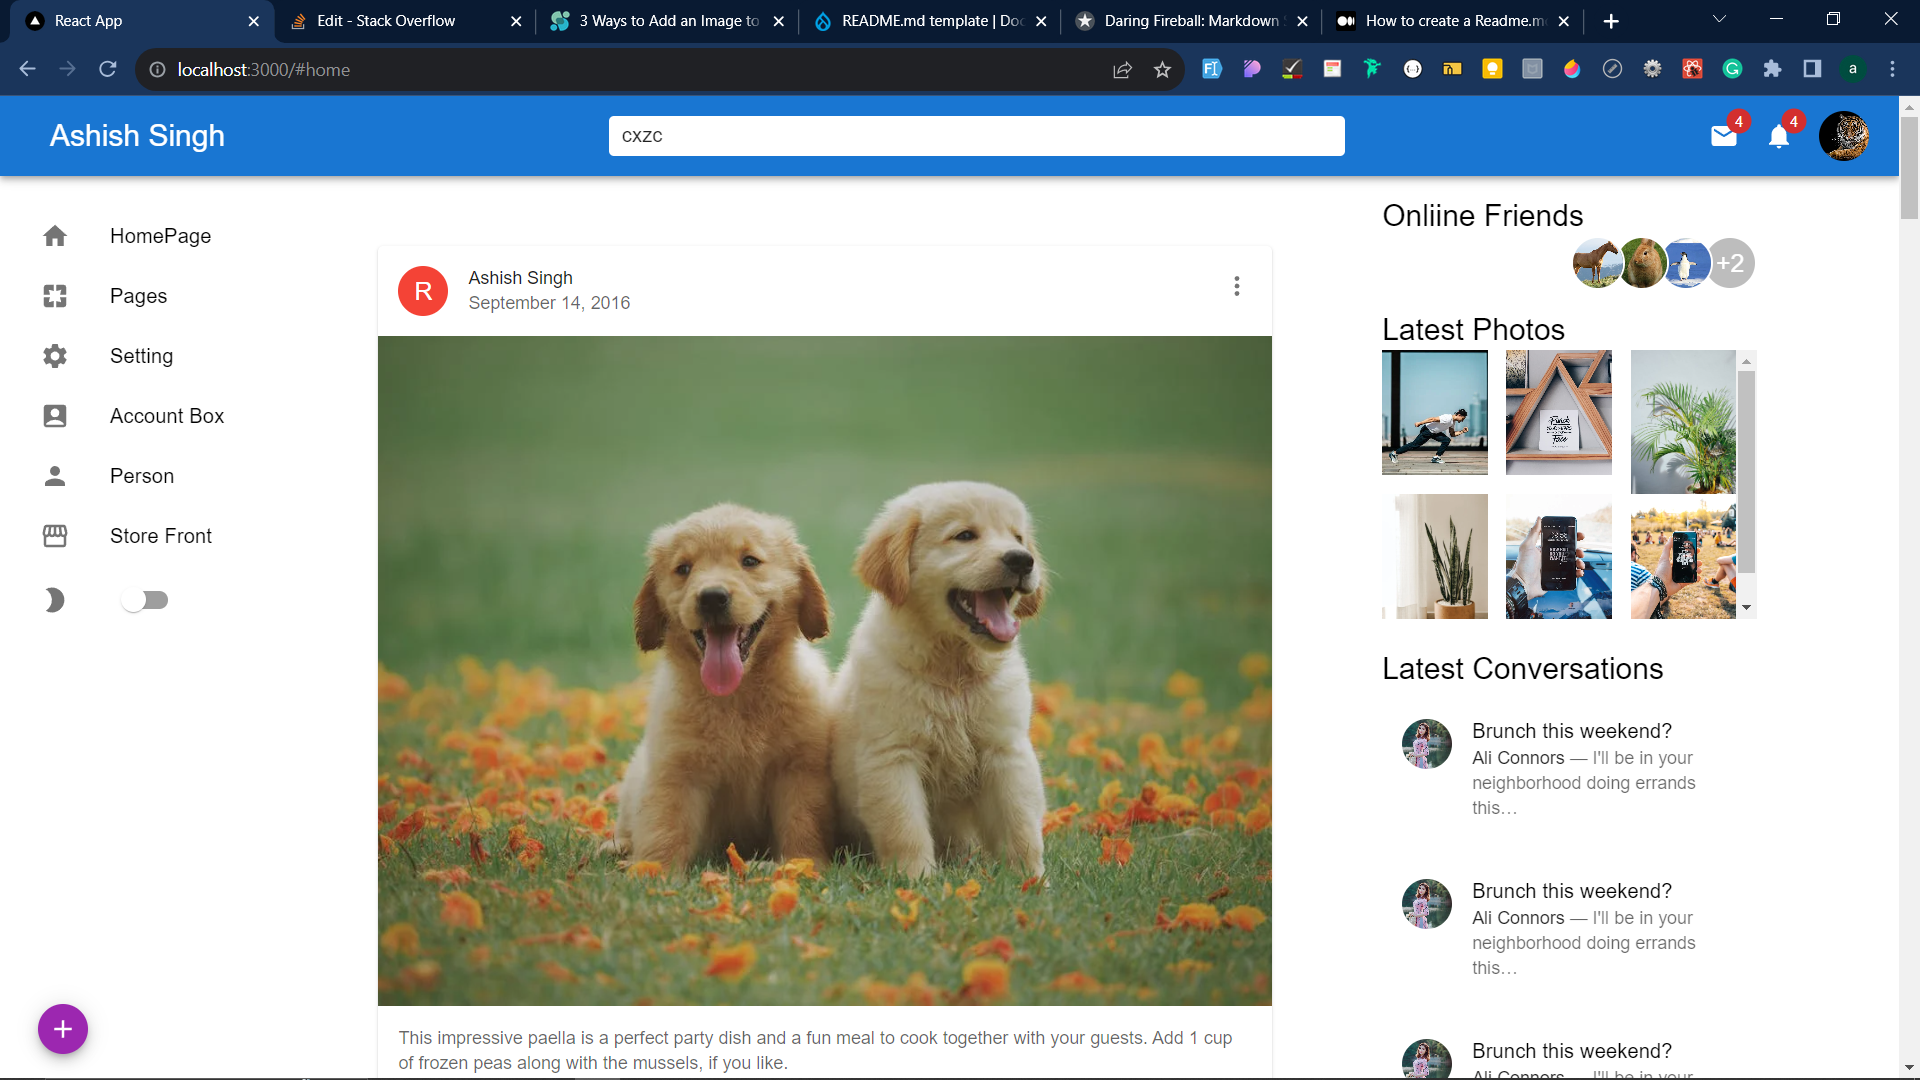 React App
Edit - Stack Overflow
3 Ways to Add an Image to
README.md template | Doc
Daring Fireball: Markdown
How to create a Readme.m
localhost:3000/#home
a
Ashish Singh
cxzc
4
4
HomePage
Pages
Setting
Account Box
Person
Store Front
R
Ashish Singh
September 14, 2016
This impressive paella is a perfect party dish and a fun meal to cook together with your guests. Add 1 cup
of frozen peas along with the mussels, if you like.
Onliine Friends
+2
Latest Photos
Latest Conversations
Brunch this weekend?
Ali Connors — I'll be in your
neighborhood doing errands
this…
Brunch this weekend?
Ali Connors — I'll be in your
neighborhood doing errands
this…
Brunch this weekend?
Ali Connors — I'll be in your